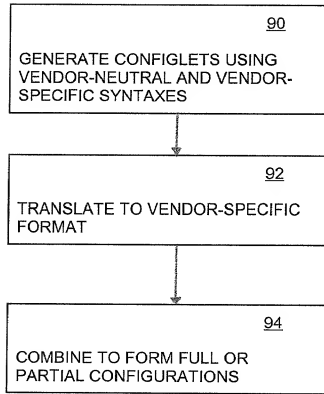 90
GENERATE CONFIGLETS USING
VENDOR-NEUTRAL AND VENDOR-
SPECIFIC SYNTAXES
92
TRANSLATE TO VENDOR-SPECIFIC
FORMAT
94
COMBINE TO FORM FULL OR
PARTIAL CONFIGURATIONS